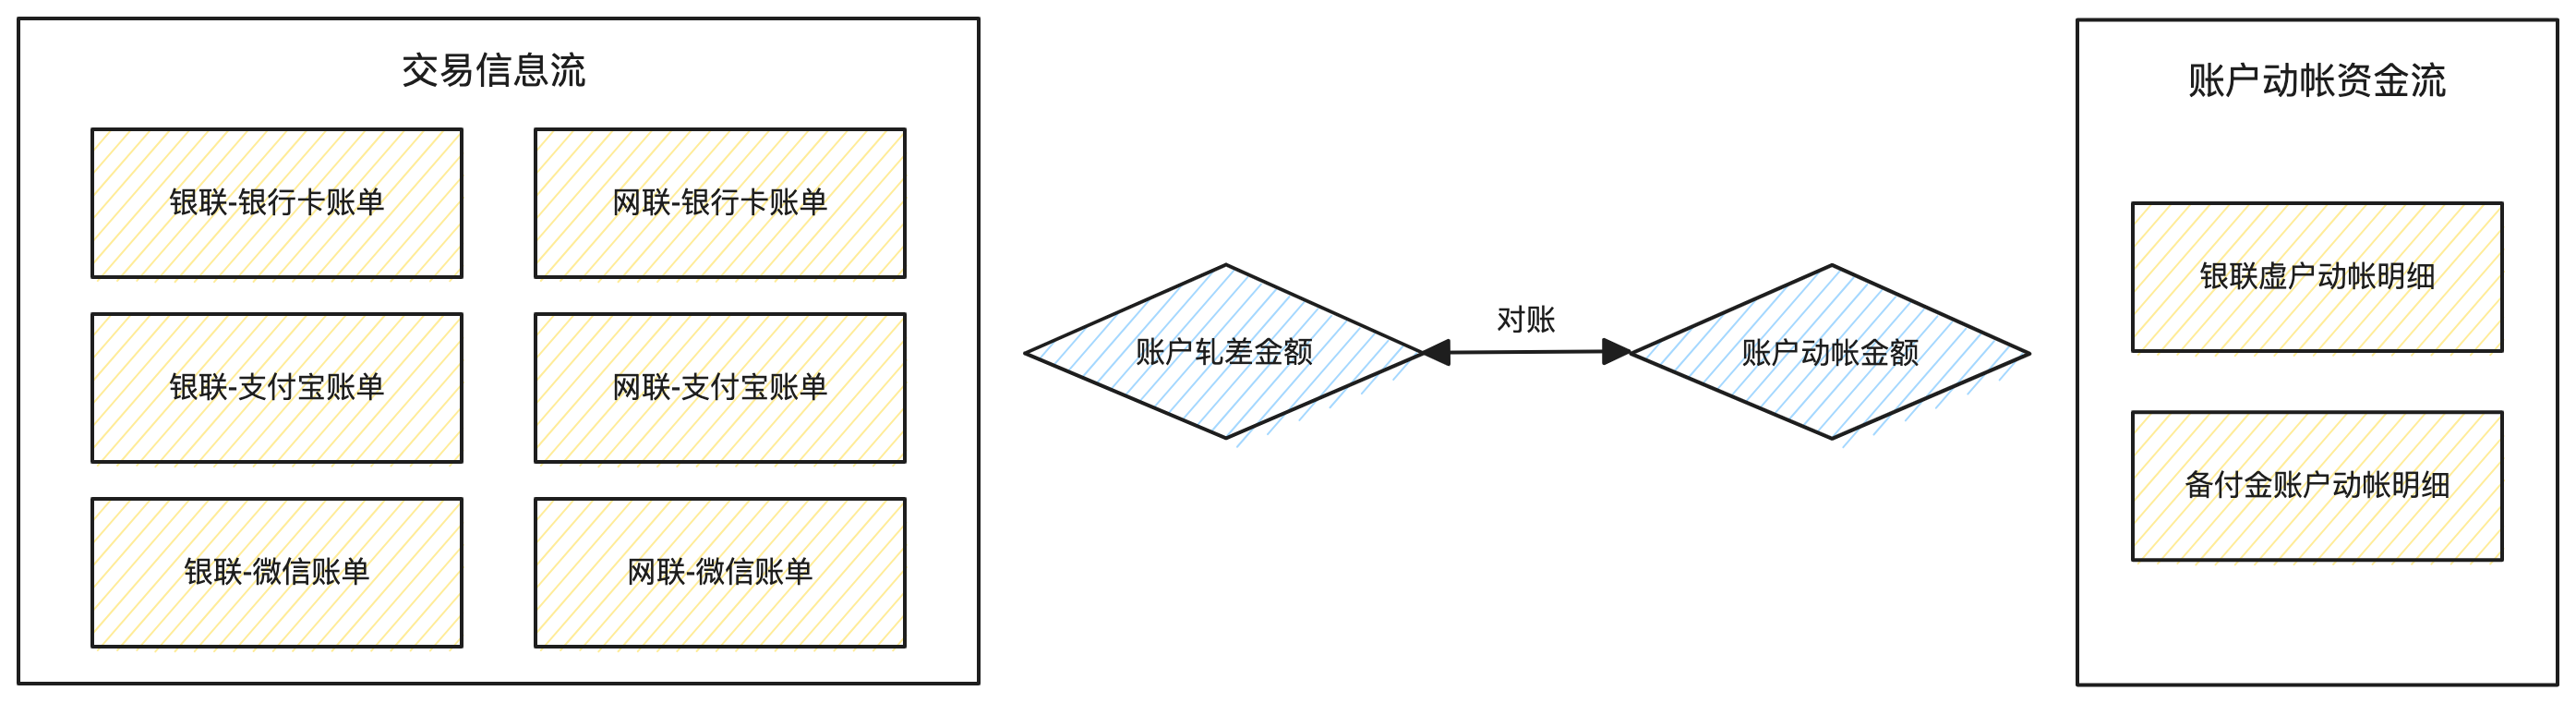 交易信息流
银联-银行卡账单
网联-银行卡账单
银联-支付宝账单
网联-支付宝账单
银联-微信账单
网联-微信账单
账户轧差金额
对账
账户动帐金额
账户动帐资金流
银联虚户动帐明细
备付金账户动帐明细